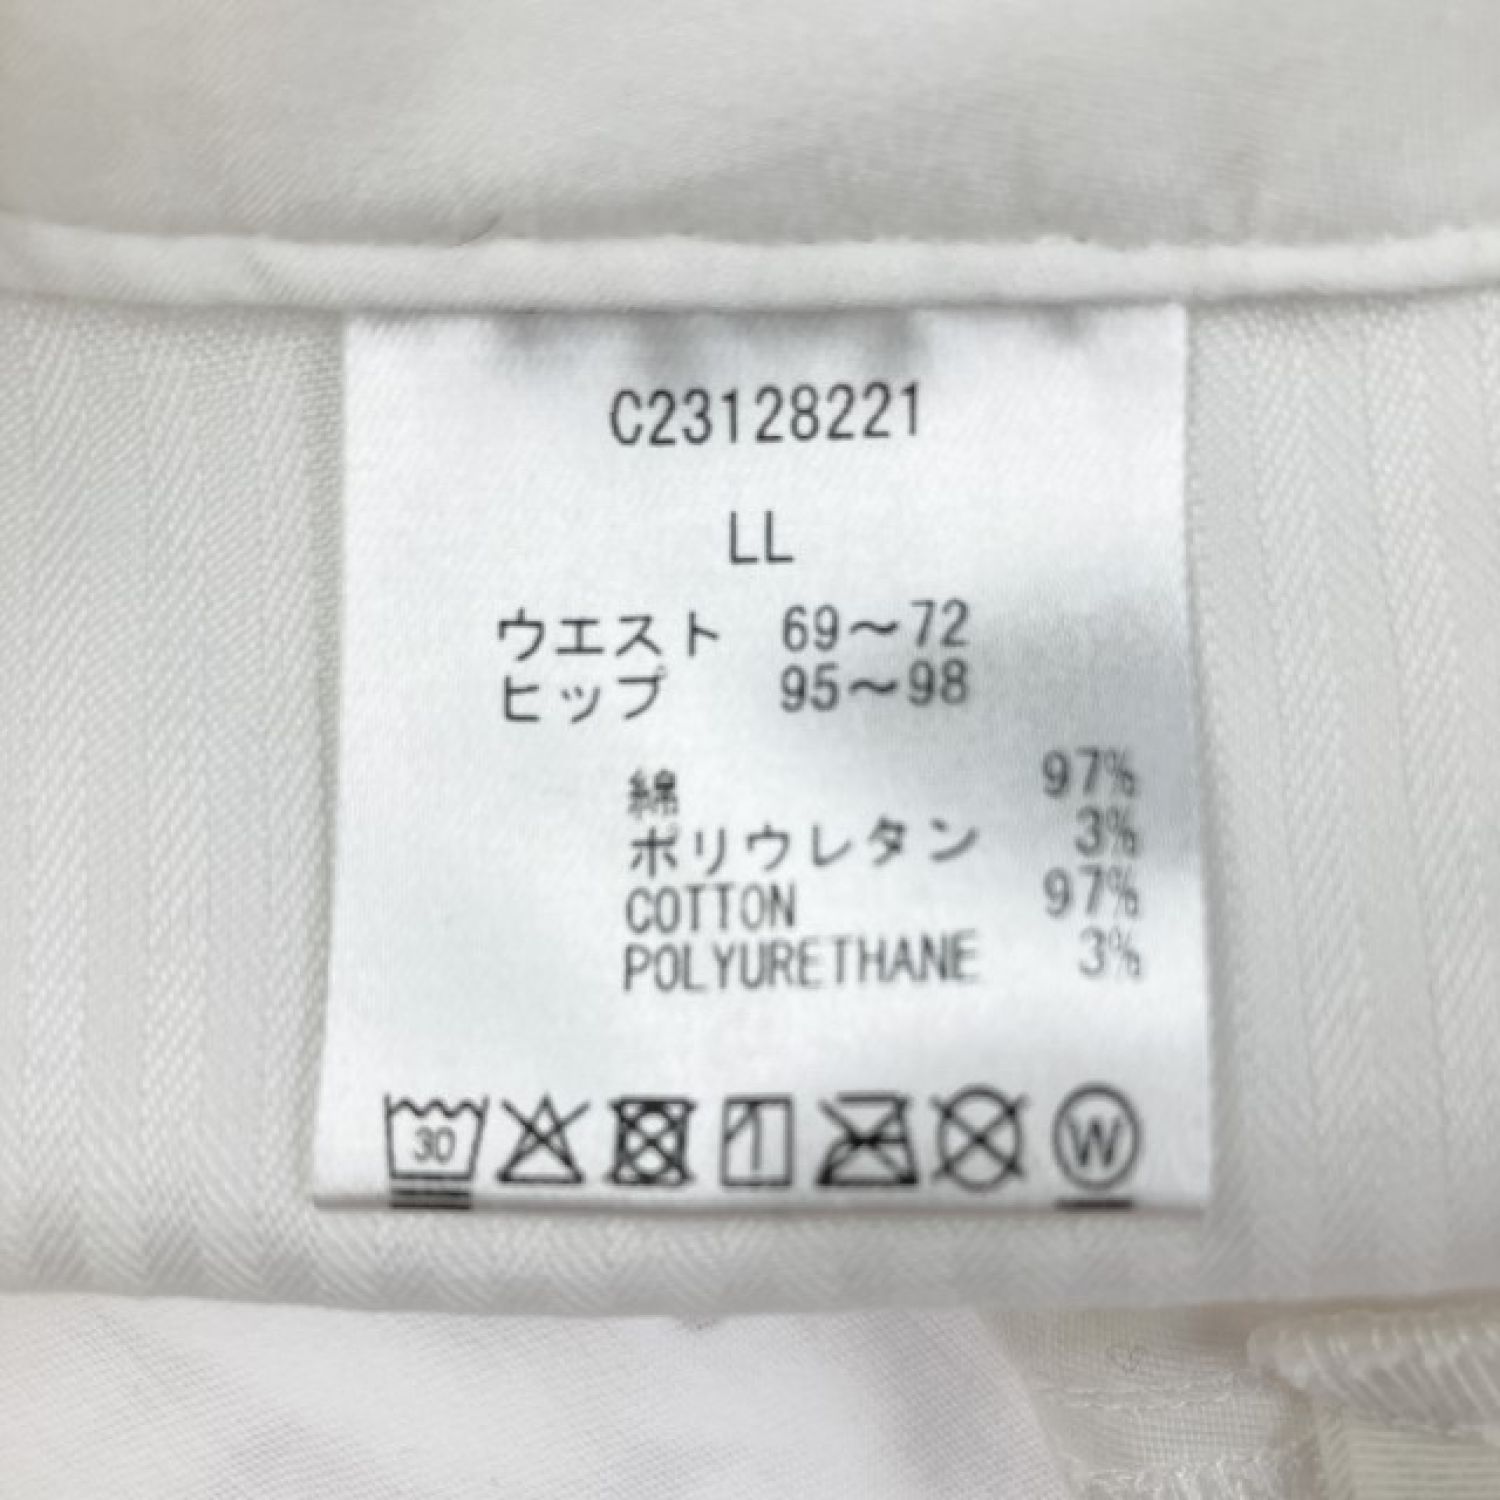 C23128221
LL
ウエスト 69～72
ヒップ 95～98
綿 97%
ポリウレタン 3%
COTTON 97%
POLYURETHANE 3%
30 W